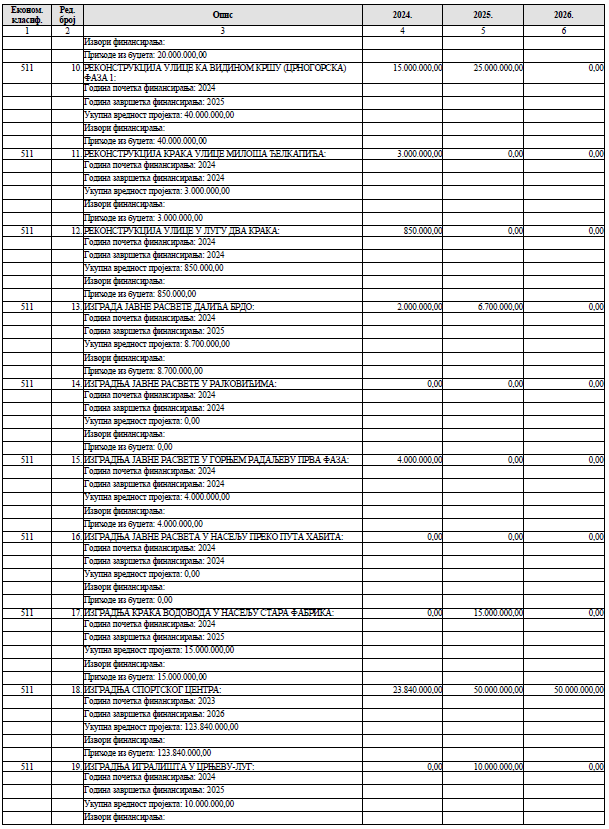 Економ. класиф. Ред. број Опис 2024. 2025. 2026.
1 2 3 4 5 6
Извори финансирања:
Приходе из буџета: 20.000.000,00
511 10. РЕКОНСТРУКЦИЈА УЛИЦЕ КА ВИДИНОМ КРШУ (ЦРНОГОРСКА) 15.000.000,00 25.000.000,00 0,00
ФАЗА 1:
Година почетка финансирања: 2024
Година завршетка финансирања: 2025
Укупна вредност пројекта: 40.000.000,00
Извори финансирања:
Приходе из буџета: 40.000.000,00
511 11. РЕКОНСТРУКЦИЈА КРАКА УЛИЦЕ МИЛОША ЂЕЛКАПИЋА: 3.000.000,00 0,00 0,00
Година почетка финансирања: 2024
Година завршетка финансирања: 2024
Укупна вредност пројекта: 3.000.000,00
Извори финансирања:
Приходе из буџета: 3.000.000,00
511 12. РЕКОНСТРУКЦИЈА УЛИЦЕ У ЛУГУ ДВА КРАКА: 850.000,00 0,00 0,00
Година почетка финансирања: 2024
Година завршетка финансирања: 2024
Укупна вредност пројекта: 850.000,00
Извори финансирања:
Приходе из буџета: 850.000,00
511 13. ИЗГРАДА ЈАВНЕ РАСВЕТЕ ДАЈИЋА БРДО: 2.000.000,00 6.700.000,00 0,00
Година почетка финансирања: 2024
Година завршетка финансирања: 2025
Укупна вредност пројекта: 8.700.000,00
Извори финансирања:
Приходе из буџета: 8.700.000,00
511 14. ИЗГРАДЊА ЈАВНЕ РАСВЕТЕ У РАЈКОВИЋИМА: 0,00 0,00 0,00
Година почетка финансирања: 2024
Година завршетка финансирања: 2024
Укупна вредност пројекта: 0,00
Извори финансирања:
Приходе из буџета: 0,00
511 15. ИЗГРАДЊА ЈАВНЕ РАСВЕТЕ У ГОРЊЕМ РАДАЉЕВУ ПРВА ФАЗА: 4.000.000,00 0,00 0,00
Година почетка финансирања: 2024
Година завршетка финансирања: 2024
Укупна вредност пројекта: 4.000.000,00
Извори финансирања:
Приходе из буџета: 4.000.000,00
511 16. ИЗГРАДЊА ЈАВНЕ РАСВЕТА У НАСЕЉУ ПРЕКО ПУТА ХАБИТА: 0,00 0,00 0,00
Година почетка финансирања: 2024
Година завршетка финансирања: 2024
Укупна вредност пројекта: 0,00
Извори финансирања:
Приходе из буџета: 0,00
511 17. ИЗГРАДЊА КРАКА ВОДОВОДА У НАСЕЉУ СТАРА ФАБРИКА: 0,00 15.000.000,00 0,00
Година почетка финансирања: 2024
Година завршетка финансирања: 2025
Укупна вредност пројекта: 15.000.000,00
Извори финансирања:
Приходе из буџета: 15.000.000,00
511 18. ИЗГРАДЊА СПОРТСКОГ ЦЕНТРА: 23.840.000,00 50.000.000,00 50.000.000,00
Година почетка финансирања: 2023
Година завршетка финансирања: 2026
Укупна вредност пројекта: 123.840.000,00
Извори финансирања:
Приходе из буџета: 123.840.000,00
511 19. ИЗГРАДЊА ИГРАЛИШТА У ЦРЊЕВУ-ЛУГ: 0,00 10.000.000,00 0,00
Година почетка финансирања: 2024
Година завршетка финансирања: 2025
Укупна вредност пројекта: 10.000.000,00
Извори финансирања: